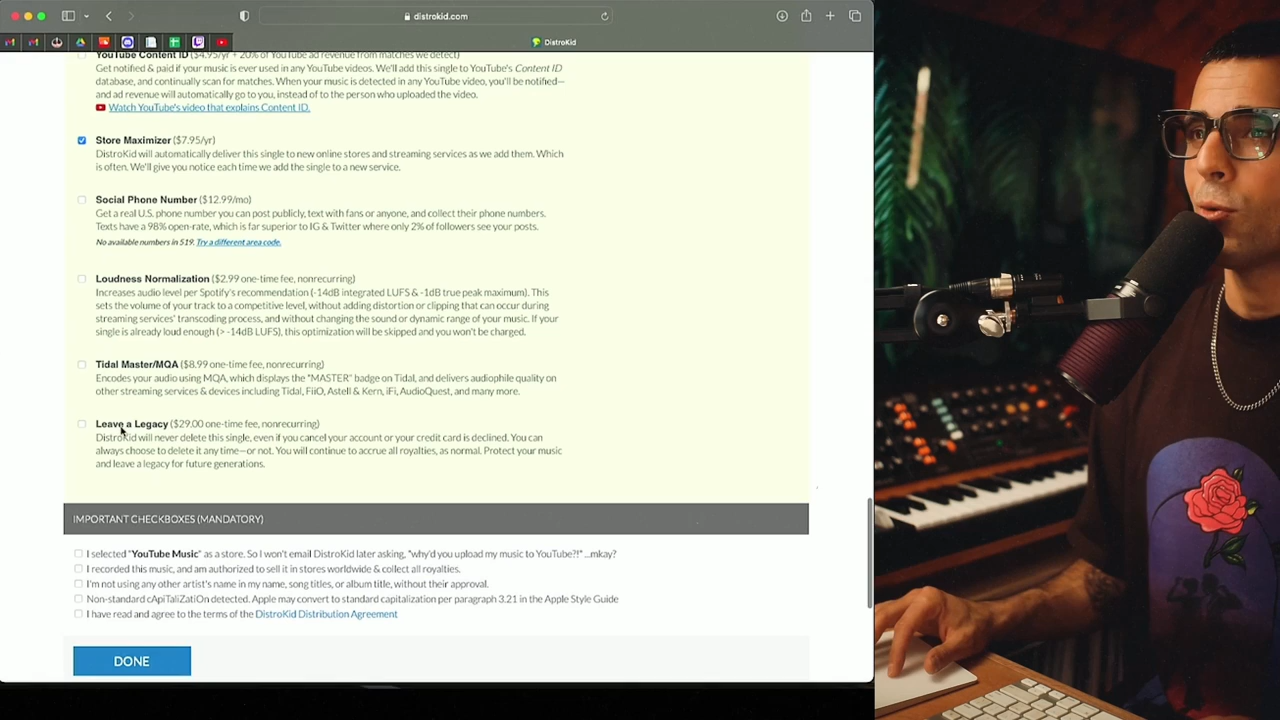 distrokid.com
DistroKid
YouTube Content ID ($4.95/yr + 20% of YouTube ad revenue from matches we detect)
Get notified & paid if your music is ever used in any YouTube videos. We'll add this single to YouTube's Content ID
database, and continually scan for matches. When your music is detected in any YouTube video, you'll be notified—
and ad revenue will automatically go to you, instead of to the person who uploaded the video.
Watch YouTube's video that explains Content ID.
Store Maximizer ($7.95/yr)
DistroKid will automatically deliver this single to new online stores and streaming services as we add them. Which
is often. We'll give you notice each time we add the single to a new service.
Social Phone Number ($12.99/mo)
Get a real U.S. phone number you can post publicly, text with fans or anyone, and collect their phone numbers.
Texts have a 98% open-rate, which is far superior to IG & Twitter where only 2% of followers see your posts.
No available numbers in 519. Try a different area code.
Loudness Normalization ($2.99 one-time fee, nonrecurring)
Increases audio level per Spotify's recommendation (-14dB integrated LUFS & -1dB true peak maximum). This
sets the volume of your track to a competitive level, without adding distortion or clipping that can occur during
streaming services' transcoding process, and without changing the sound or dynamic range of your music. If your
single is already loud enough (> -14dB LUFS), this optimization will be skipped and you won't be charged.
Tidal Master/MQA ($8.99 one-time fee, nonrecurring)
Encodes your audio using MQA, which displays the "MASTER" badge on Tidal, and delivers audiophile quality on
other streaming services & devices including Tidal, FiiO, Astell & Kern, iFi, AudioQuest, and many more.
Leave a Legacy ($29.00 one-time fee, nonrecurring)
DistroKid will never delete this single, even if you cancel your account or your credit card is declined. You can
always choose to delete it any time—or not. You will continue to accrue all royalties, as normal. Protect your music
and leave a legacy for future generations.
IMPORTANT CHECKBOXES (MANDATORY)
I selected "YouTube Music" as a store. So I won't email DistroKid later asking, "why'd you upload my music to YouTube?!" ...mkay?
I recorded this music, and am authorized to sell it in stores worldwide & collect all royalties.
I'm not using any other artist's name in my name, song titles, or album title, without their approval.
Non-standard cApiTaliZatiOn detected. Apple may convert to standard capitalization per paragraph 3.21 in the Apple Style Guide
I have read and agree to the terms of the DistroKid Distribution Agreement
DONE